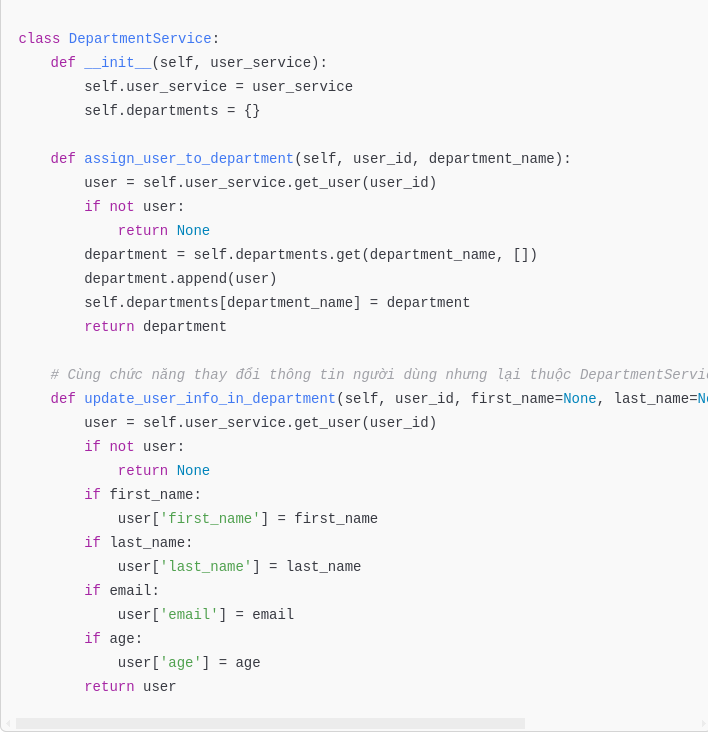 class DepartmentService:
    def __init__(self, user_service):
        self.user_service = user_service
        self.departments = {}

    def assign_user_to_department(self, user_id, department_name):
        user = self.user_service.get_user(user_id)
        if not user:
            return None
        department = self.departments.get(department_name, [])
        department.append(user)
        self.departments[department_name] = department
        return department

    # Cùng chức năng thay đổi thông tin người dùng nhưng lại thuộc
    def update_user_info_in_department(self, user_id, first_name=None, last_name=
        user = self.user_service.get_user(user_id)
        if not user:
            return None
        if first_name:
            user['first_name'] = first_name
        if last_name:
            user['last_name'] = last_name
        if email:
            user['email'] = email
        if age:
            user['age'] = age
        return user